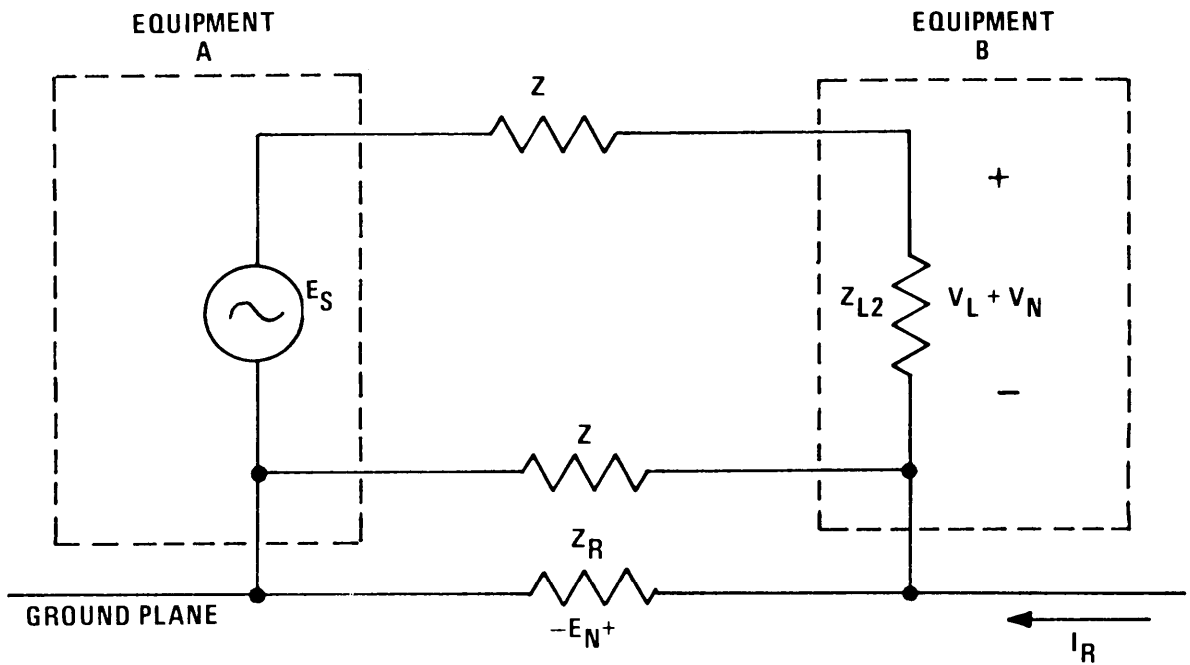 EQUIPMENT
A
EQUIPMENT
B
Z
+
E_S
Z_L2
V_L + V_N
−
Z
Z_R
GROUND PLANE
-E_N+
I_R